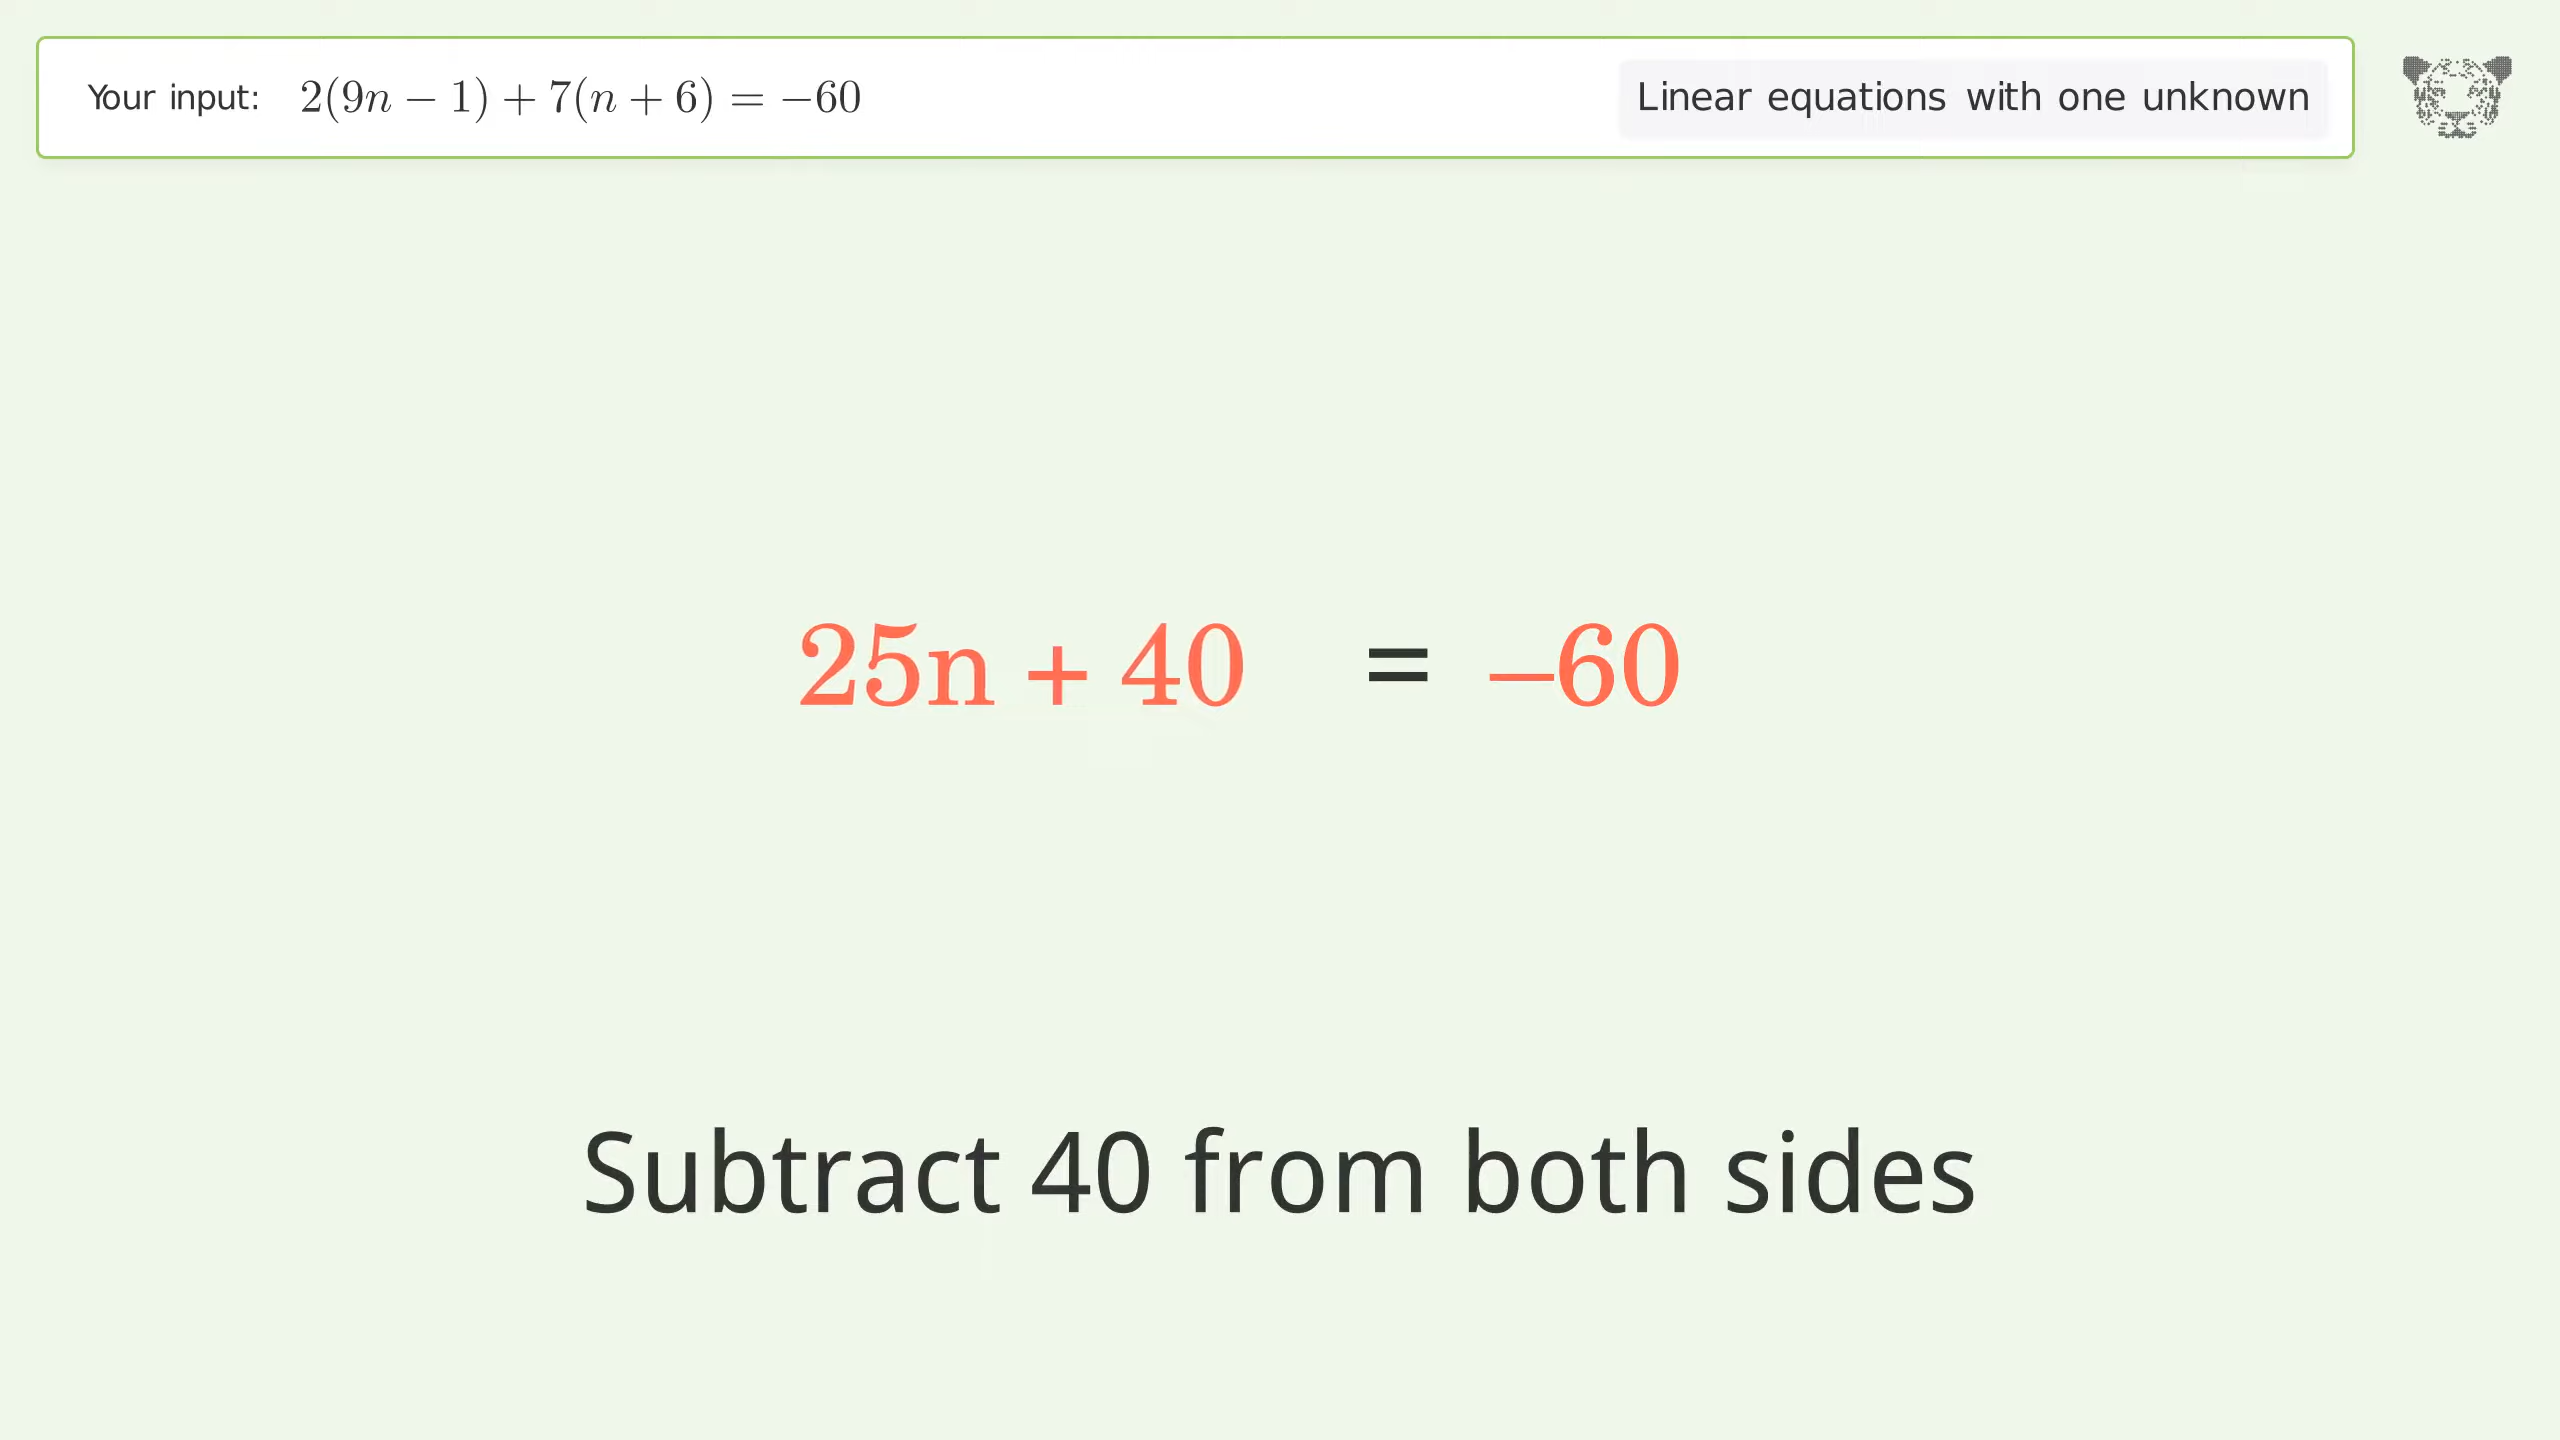 Your input: 2(9n − 1) + 7(n + 6) = −60
Linear equations with one unknown
25n + 40 = –60
Subtract 40 from both sides